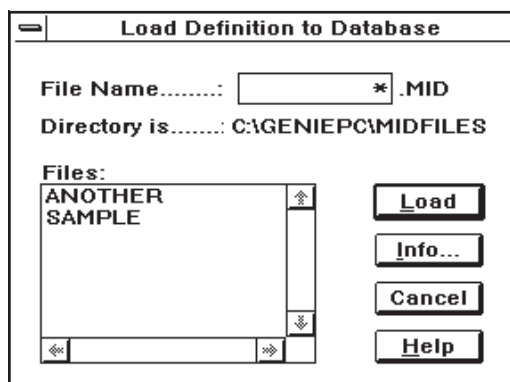 Load Definition to Database
File Name........: * .MID
Directory is.......: C:\GENIEPC\MIDFILES
Files:
ANOTHER
SAMPLE
Load
Info...
Cancel
Help